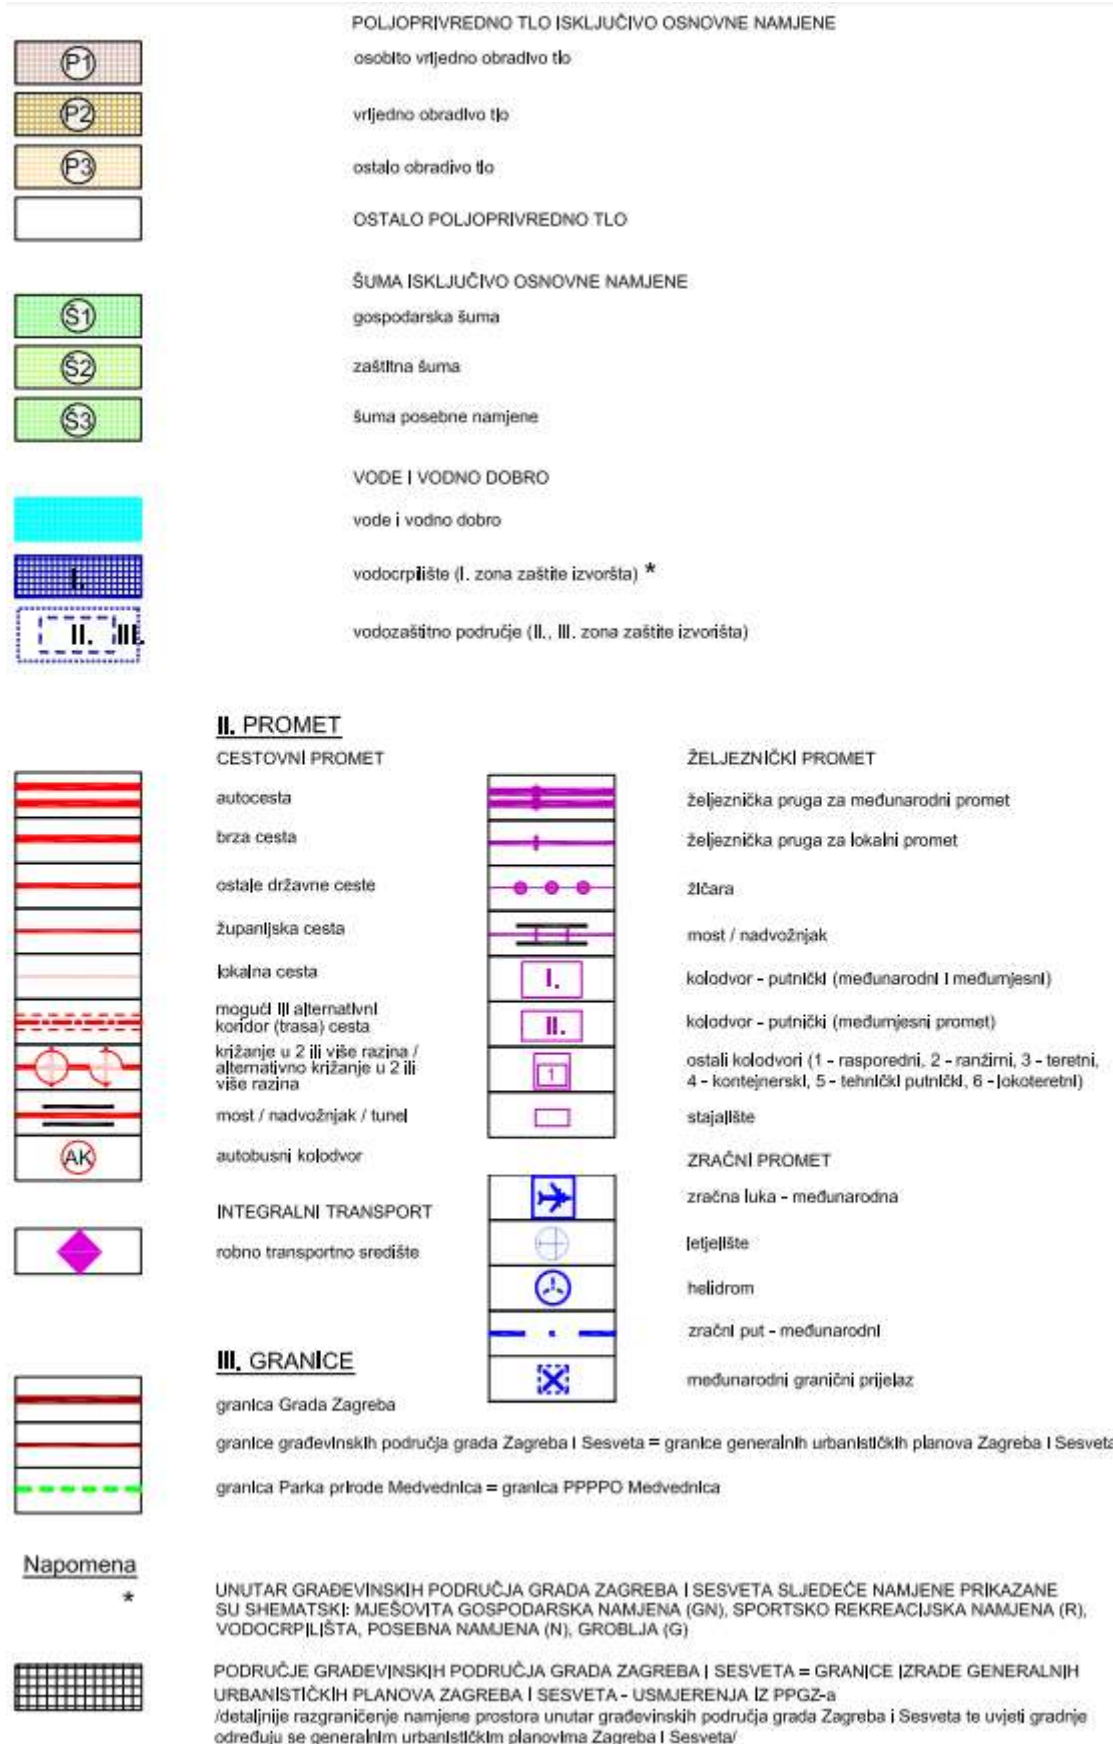 POLJOPRIVREDNO TLO ISKLJUČIVO OSNOVNE NAMJENE
P1
osobito vrijedno obradivo tlo
P2
vrijedno obradivo tlo
P3
ostalo obradivo tlo
OSTALO POLJOPRIVREDNO TLO
ŠUMA ISKLJUČIVO OSNOVNE NAMJENE
Š1
gospodarska šuma
Š2
zaštitna šuma
Š3
šuma posebne namjene
VODE I VODNO DOBRO
vode i vodno dobro
I.
vodocrpilište (I. zona zaštite izvoršta) *
II. III.
vodozaštitno područje (II., III. zona zaštite izvorišta)
II. PROMET
CESTOVNI PROMET
autocesta
brza cesta
ostale državne ceste
županijska cesta
lokalna cesta
mogući ili alternativni
koridor (trasa) cesta
križanje u 2 ili više razina /
alternativno križanje u 2 ili
više razina
most / nadvožnjak / tunel
AK
autobusni kolodvor
INTEGRALNI TRANSPORT
robno transportno središte
ŽELJEZNIČKI PROMET
željeznička pruga za međunarodni promet
željeznička pruga za lokalni promet
žičara
most / nadvožnjak
I.
kolodvor - putnički (međunarodni i međumjesni)
II.
kolodvor - putnički (međumjesni promet)
1
ostali kolodvori (1 - rasporedni, 2 - ranžirni, 3 - teretni,
4 - kontejnerski, 5 - tehnički putnički, 6 - lokoteretni)
stajalište
ZRAČNI PROMET
zračna luka - međunarodna
letjelište
helidrom
zračni put - međunarodni
međunarodni granični prijelaz
III. GRANICE
granica Grada Zagreba
granice građevinskih područja grada Zagreba i Sesveta = granice generalnih urbanističkih planova Zagreba i Sesveta
granica Parka prirode Medvednica = granica PPPPO Medvednica
Napomena
*
UNUTAR GRAĐEVINSKIH PODRUČJA GRADA ZAGREBA I SESVETA SLJEDEĆE NAMJENE PRIKAZANE
SU SHEMATSKI: MJEŠOVITA GOSPODARSKA NAMJENA (GN), SPORTSKO REKREACIJSKA NAMJENA (R),
VODOCRPILIŠTA, POSEBNA NAMJENA (N), GROBLJA (G)
PODRUČJE GRAĐEVINSKIH PODRUČJA GRADA ZAGREBA I SESVETA = GRANICE IZRADE GENERALNIH
URBANISTIČKIH PLANOVA ZAGREBA I SESVETA - USMJERENJA IZ PPGZ-a
/detaljnije razgraničenje namjene prostora unutar građevinskih područja grada Zagreba i Sesveta te uvjeti gradnje
određuju se generalnim urbanističkim planovima Zagreba i Sesveta/